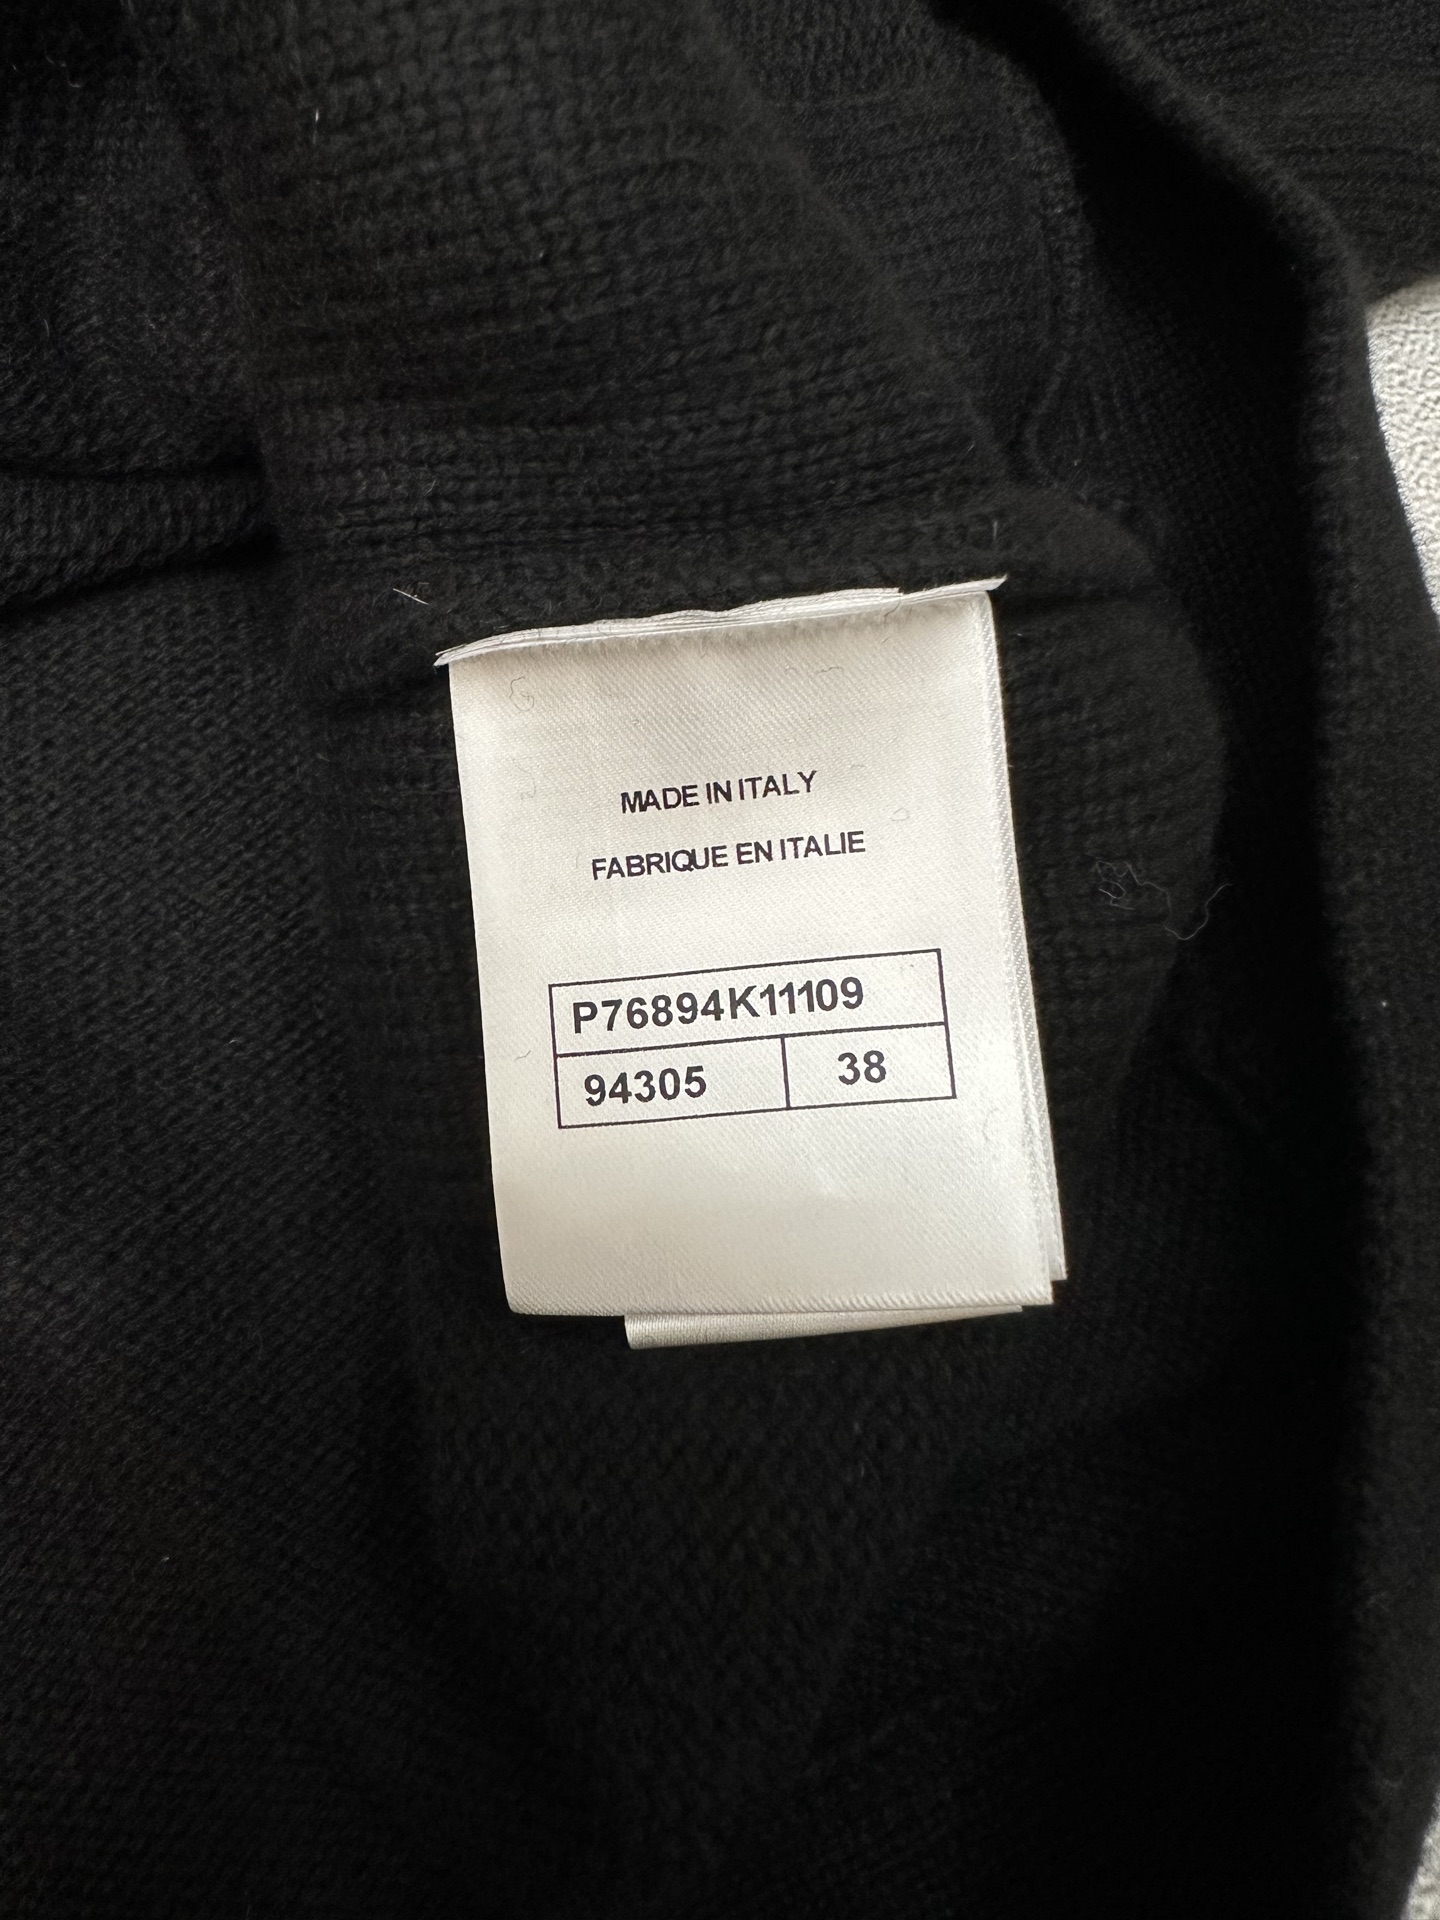 MADE IN ITALY
FABRIQUE EN ITALIE
P76894K11109
94305 38